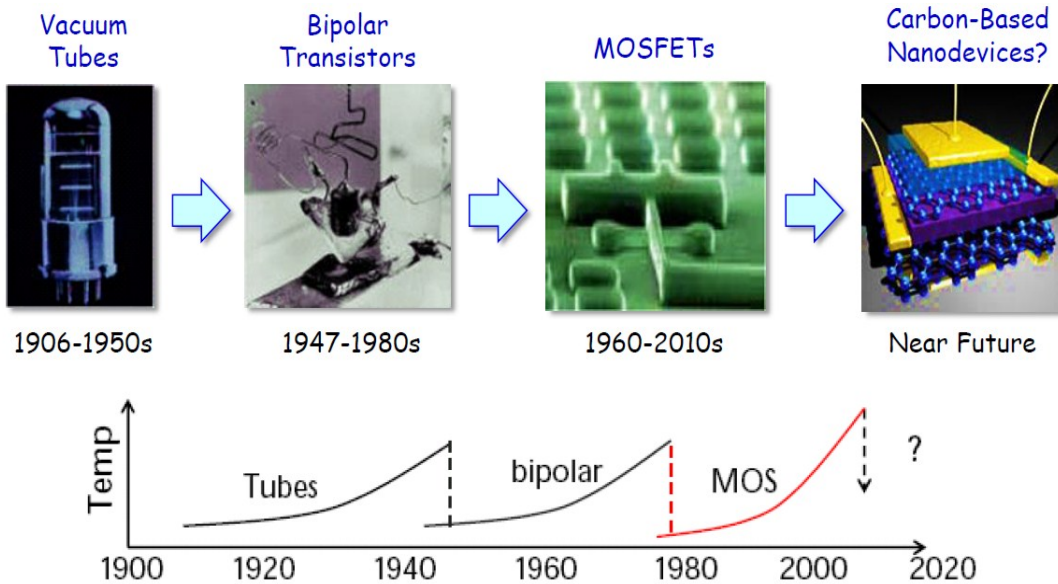 Vacuum
Tubes
Bipolar
Transistors
MOSFETs
Carbon-Based
Nanodevices?
1906-1950s
1947-1980s
1960-2010s
Near Future
Temp
Tubes
bipolar
MOS
?
1900
1920
1940
1960
1980
2000
2020